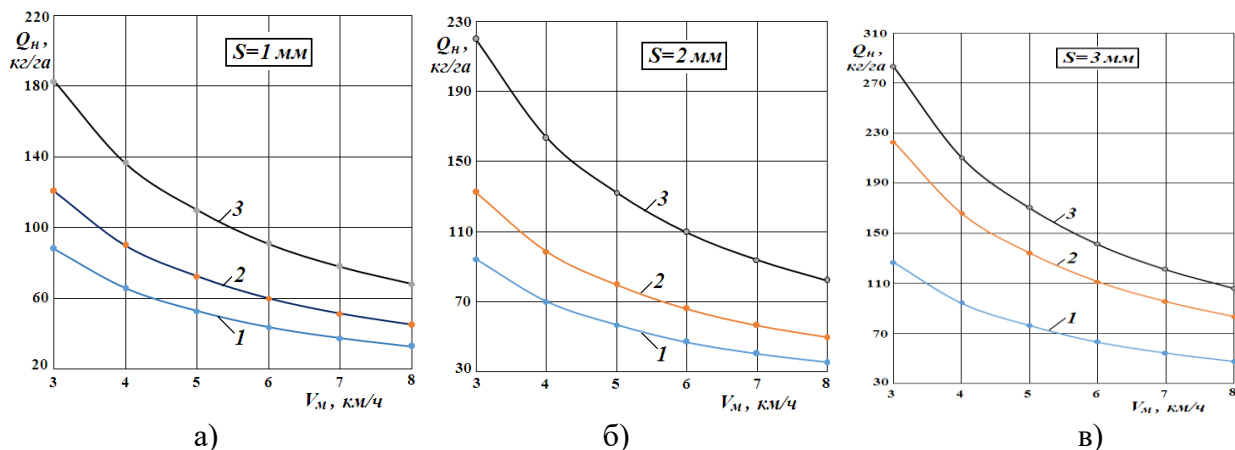 220
Qн ,
кг/га
180
140
100
60
20
S=1 мм
3
2
1
3 4 5 6 7 8
Vм , км/ч
а)
230
Qн ,
кг/га
190
150
110
70
30
S=2 мм
3
2
1
3 4 5 6 7 8
Vм , км/ч
б)
310
Qн ,
кг/га
270
230
190
150
110
70
30
S=3 мм
3
2
1
3 4 5 6 7 8
Vм , км/ч
в)